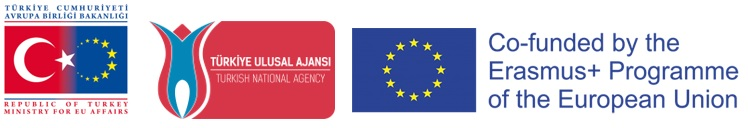 TÜRKİYE CUMHURİYETİ
AVRUPA BİRLİĞİ BAKANLIĞI
REPUBLIC OF TURKEY
MINISTRY FOR EU AFFAIRS
TÜRKİYE ULUSAL AJANSI
TURKISH NATIONAL AGENCY
Co-funded by the
Erasmus+ Programme
of the European Union